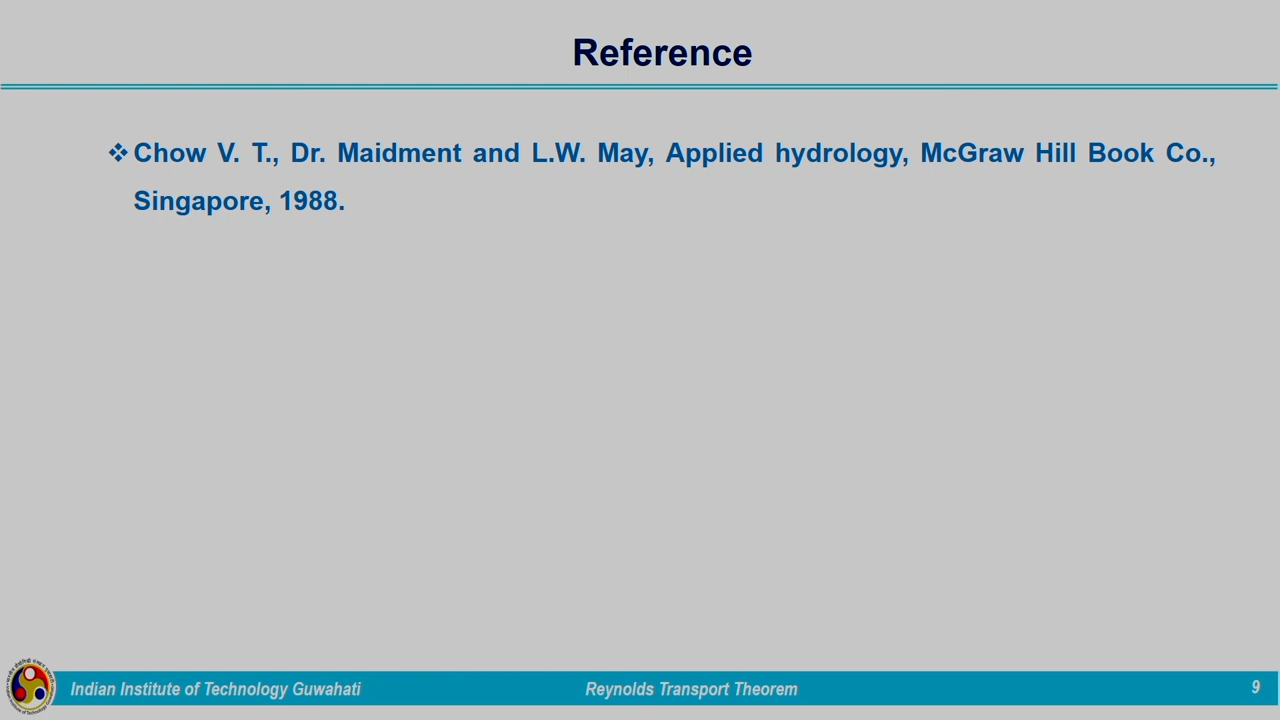 Reference
❖ Chow V. T., Dr. Maidment and L.W. May, Applied hydrology, McGraw Hill Book Co.,
Singapore, 1988.
Indian Institute of Technology Guwahati
Reynolds Transport Theorem
9